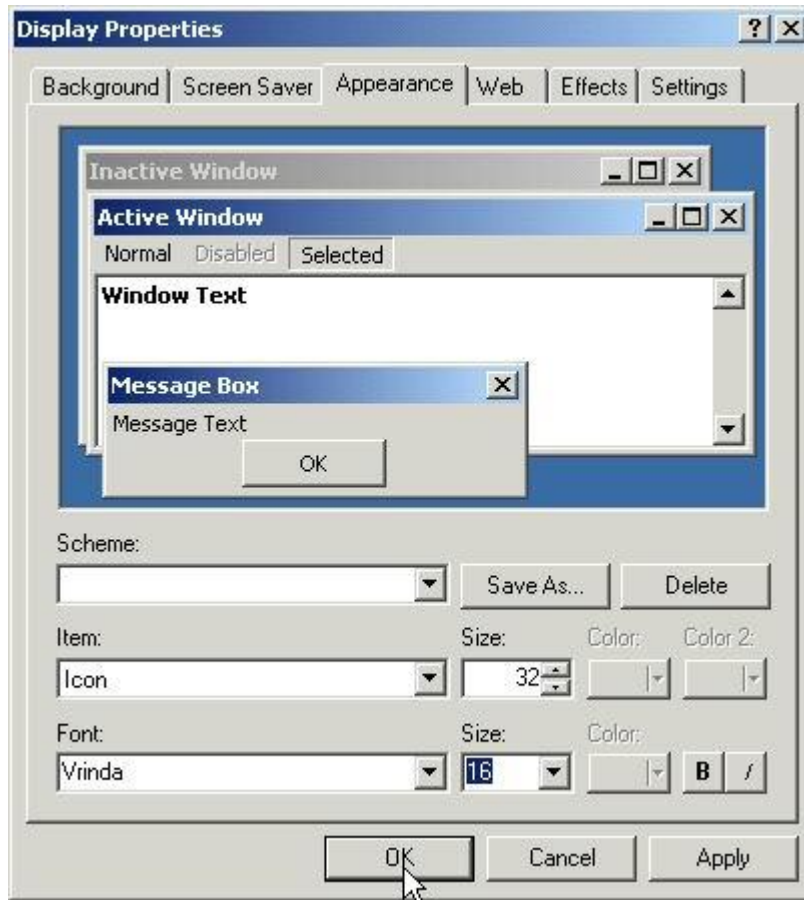 Display Properties
Background Screen Saver Appearance Web Effects Settings
Inactive Window
Active Window
Normal Disabled Selected
Window Text
Message Box
Message Text
OK
Scheme:
Save As... Delete
Item: Size: Color: Color 2:
Icon 32
Font: Size: Color:
Vrinda 16 B /
OK Cancel Apply